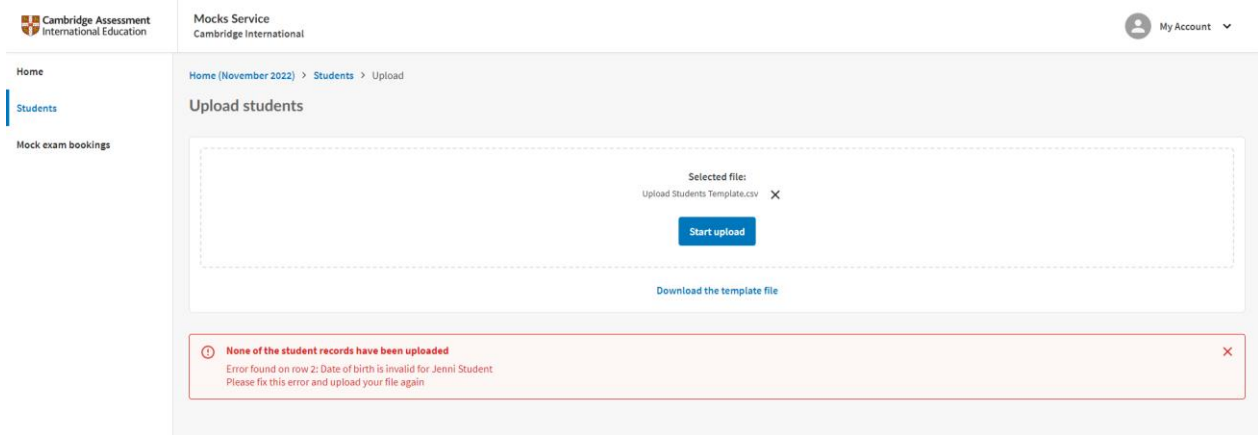 Cambridge Assessment
International Education
Mocks Service
Cambridge International
My Account
Home
Students
Mock exam bookings
Home (November 2022) > Students > Upload
Upload students
Selected file:
Upload Students Template.csv
Start upload
Download the template file
None of the student records have been uploaded
Error found on row 2: Date of birth is invalid for Jenni Student
Please fix this error and upload your file again